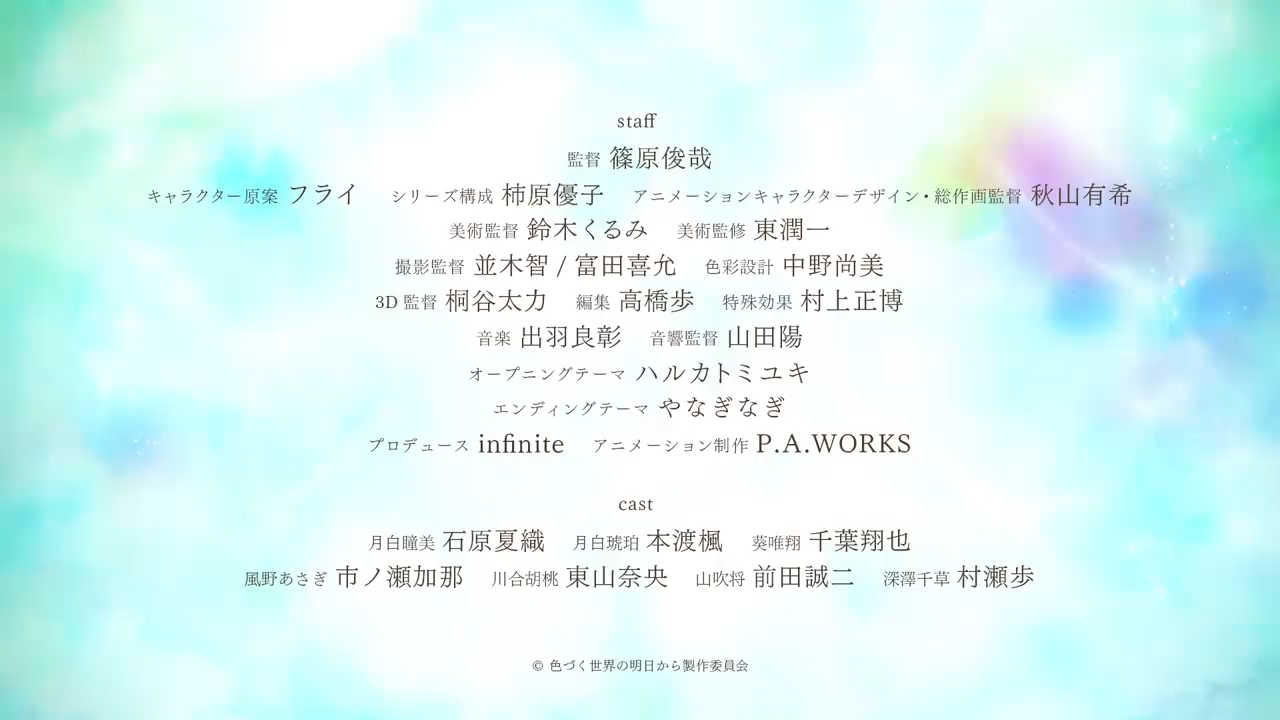 staff
監督 篠原俊哉
キャラクター原案 フライ シリーズ構成 柿原優子 アニメーションキャラクターデザイン・総作画監督 秋山有希
美術監督 鈴木くるみ 美術監修 東潤一
撮影監督 並木智 / 富田喜允 色彩設計 中野尚美
3D 監督 桐谷太力 編集 高橋歩 特殊効果 村上正博
音楽 出羽良彰 音響監督 山田陽
オープニングテーマ ハルカトミユキ
エンディングテーマ やなぎなぎ
プロデュース infinite アニメーション制作 P.A.WORKS
cast
月白瞳美 石原夏織 月白琥珀 本渡楓 葵唯翔 千葉翔也
風野あさぎ 市ノ瀬加那 川合胡桃 東山奈央 山吹将 前田誠二 深澤千草 村瀬歩
© 色づく世界の明日から製作委員会